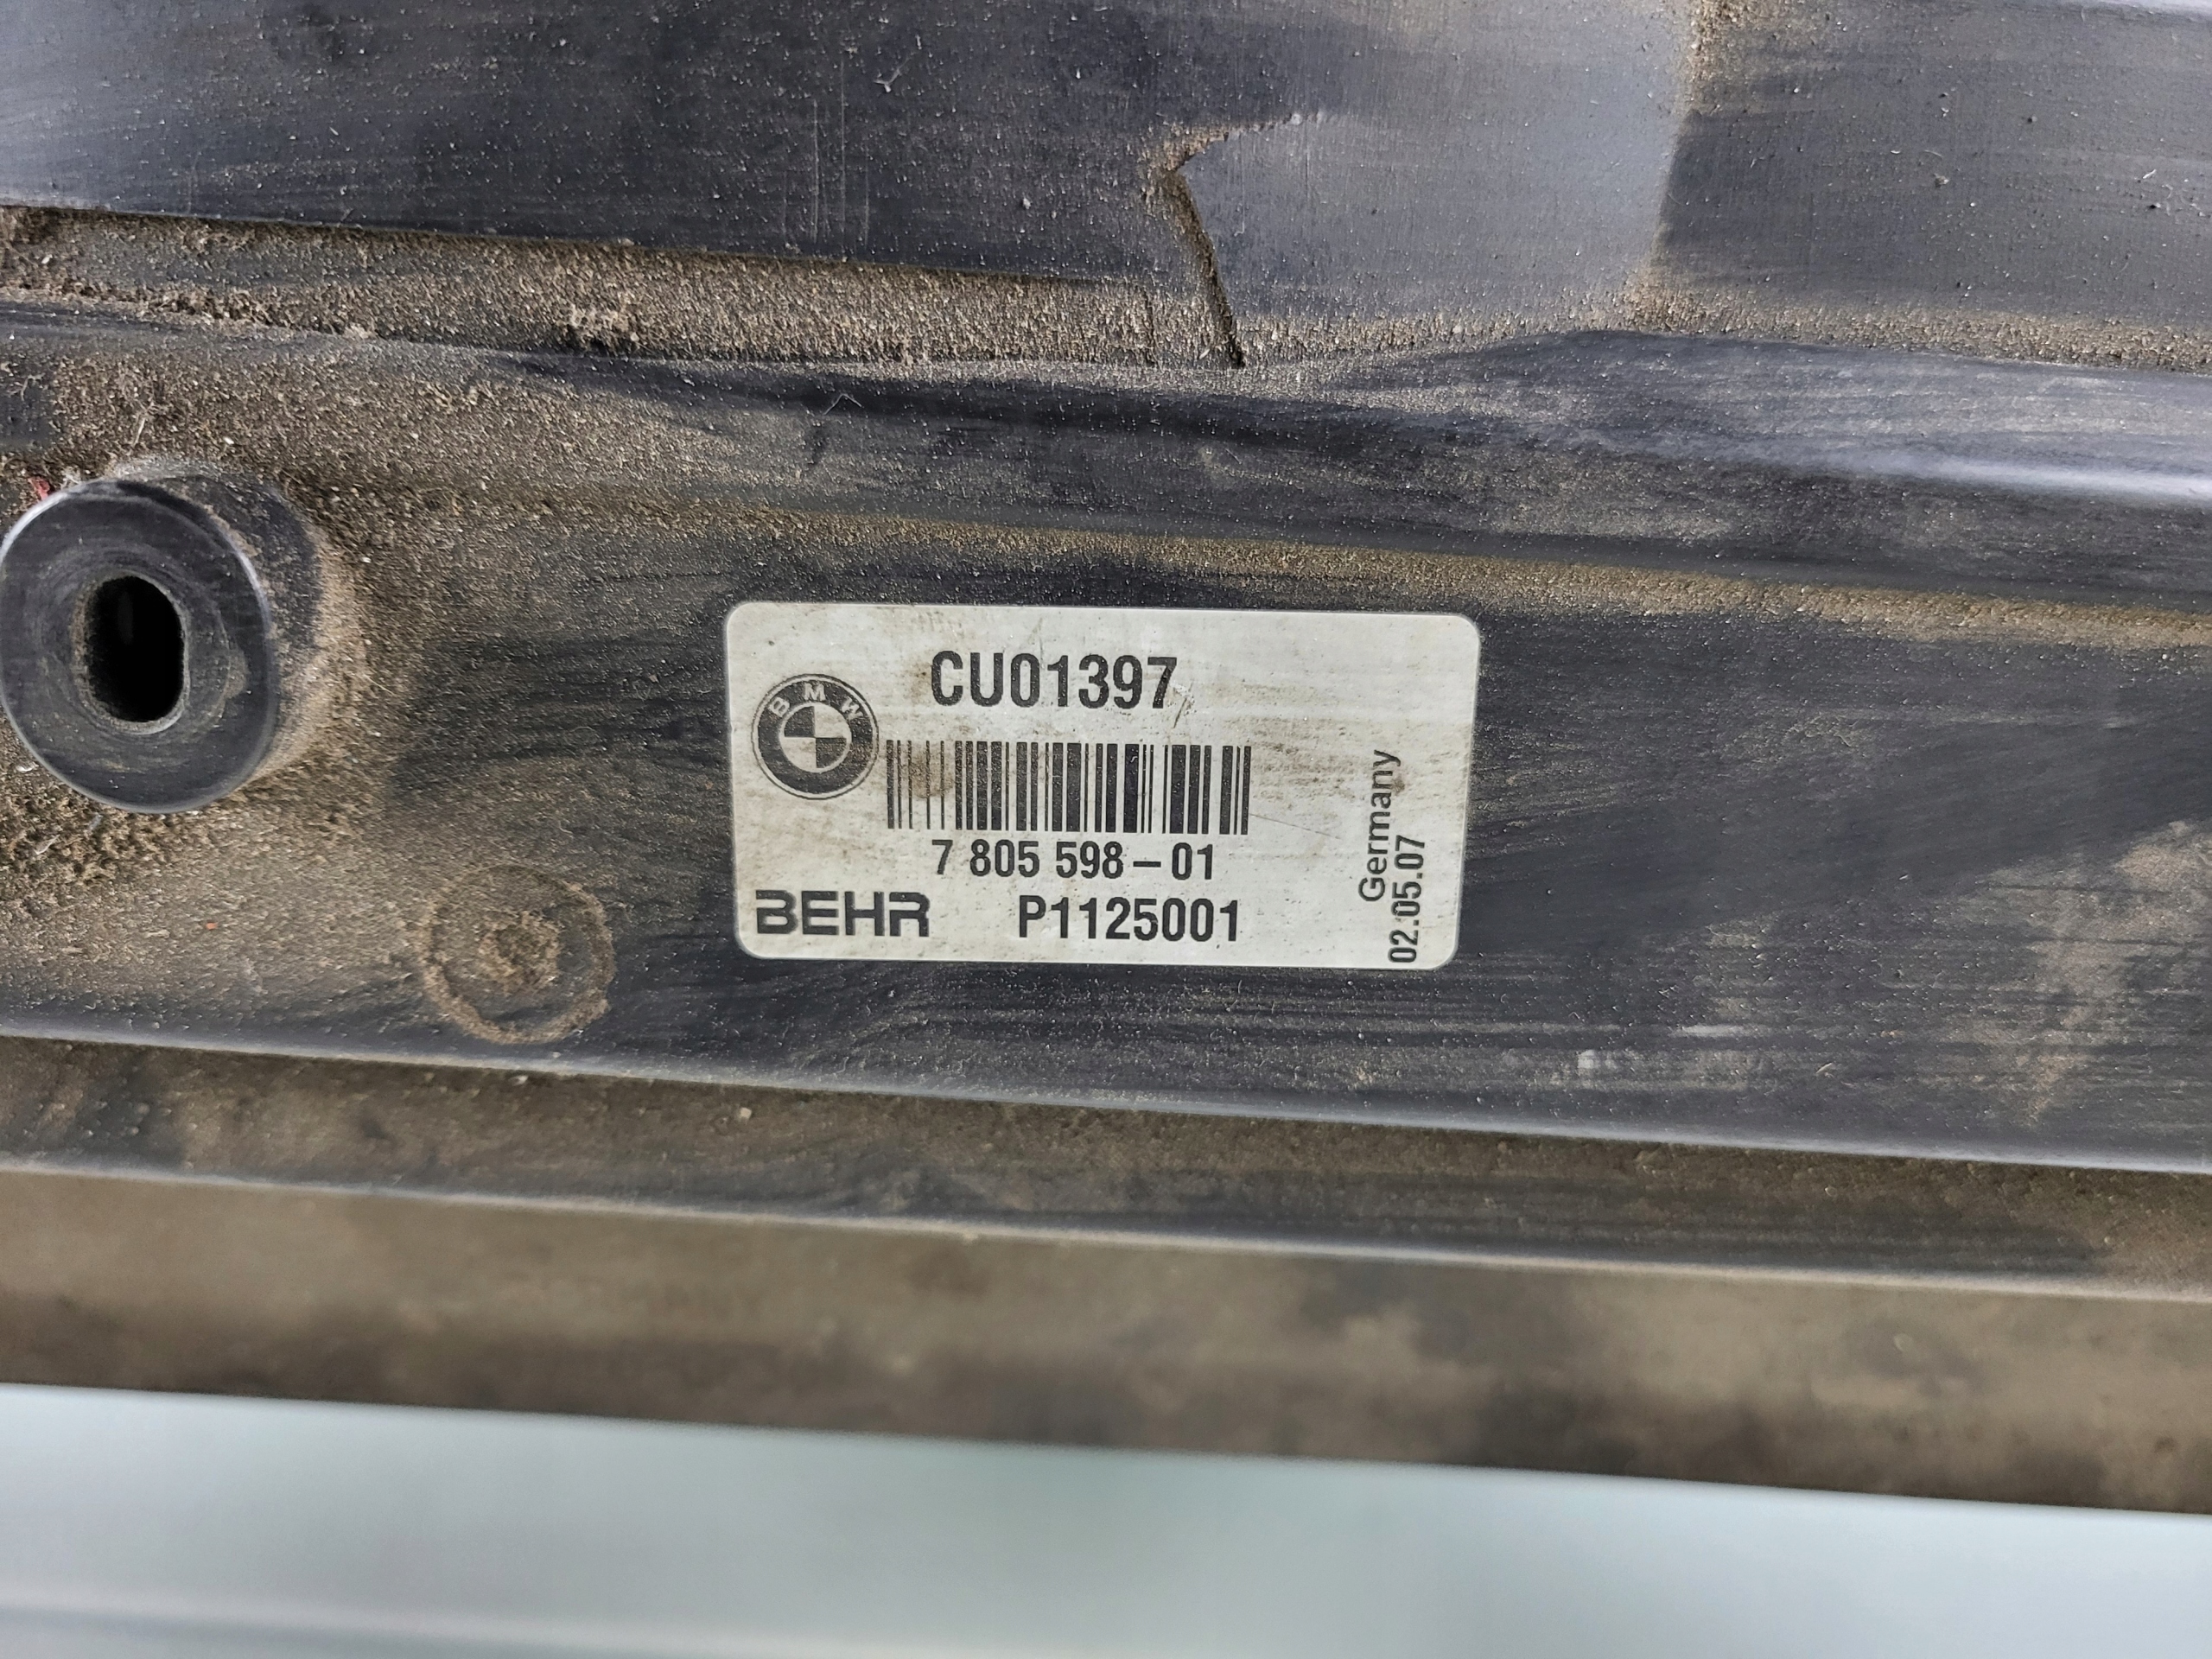 CU01397
BMW
7 805 598-01
BEHR P1125001
Germany
02.05.07